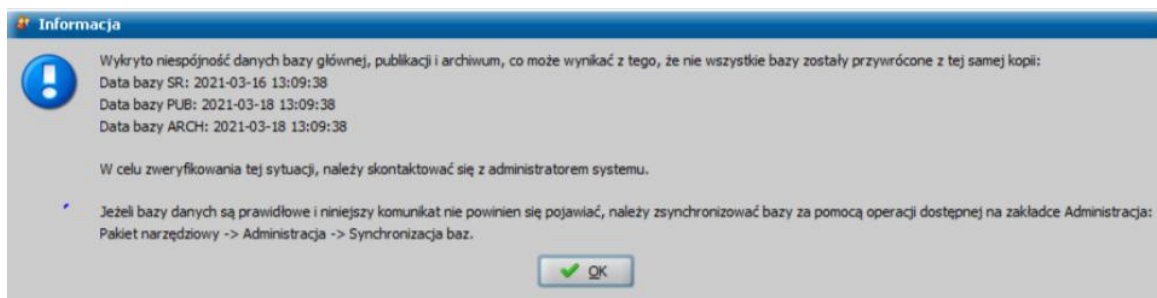 Informacja
Wykryto niespójność danych bazy głównej, publikacji i archiwum, co może wynikać z tego, że nie wszystkie bazy zostały przywrócone z tej samej kopii:
Data bazy SR: 2021-03-16 13:09:38
Data bazy PUB: 2021-03-18 13:09:38
Data bazy ARCH: 2021-03-18 13:09:38
W celu zweryfikowania tej sytuacji, należy skontaktować się z administratorem systemu.
Jeżeli bazy danych są prawidłowe i niniejszy komunikat nie powinien się pojawiać, należy zsynchronizować bazy za pomocą operacji dostępnej na zakładce Administracja:
Pakiet narzędziowy -> Administracja -> Synchronizacja baz.
OK